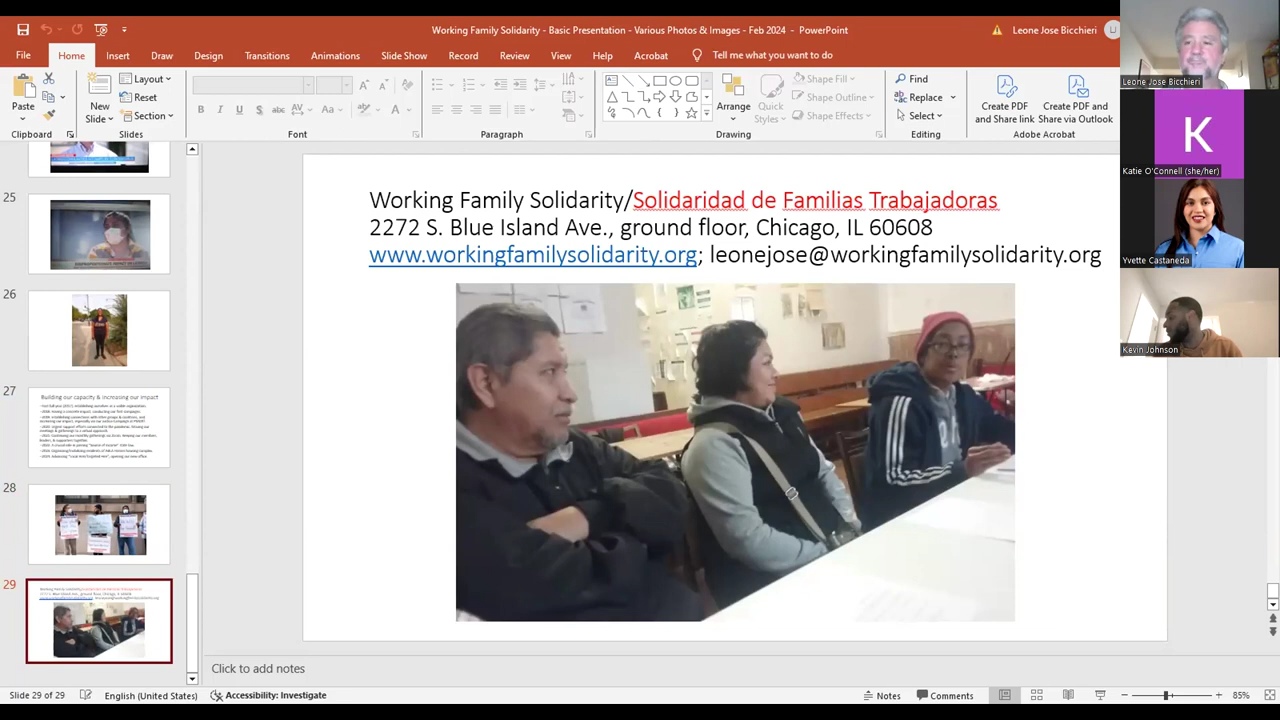 Working Family Solidarity - Basic Presentation - Various Photos & Images - Feb 2024 - PowerPoint
Leone Jose Bicchieri
U
File Home Insert Draw Design Transitions Animations Slide Show Record Review View Help Acrobat Tell me what you want to do
Paste
New Slide
Layout
Reset
Section
B I U S abc AV Aa A
Arrange
Quick Styles
Shape Fill
Shape Outline
Shape Effects
Find
Replace
Select
Create PDF and Share link
Create PDF and Share via Outlook
Clipboard Slides Font Paragraph Drawing Editing Adobe Acrobat
25
26
27
Building our capacity & increasing our impact
28
29
Working Family Solidarity/Solidaridad de Familias Trabajadoras
2272 S. Blue Island Ave., ground floor, Chicago, IL 60608
www.workingfamilysolidarity.org; leonejose@workingfamilysolidarity.org
Click to add notes
Slide 29 of 29 English (United States) Accessibility: Investigate Notes Comments 85%
Leone Jose Bicchieri
K
Katie O'Connell (she/her)
Yvette Castaneda
Kevin Johnson